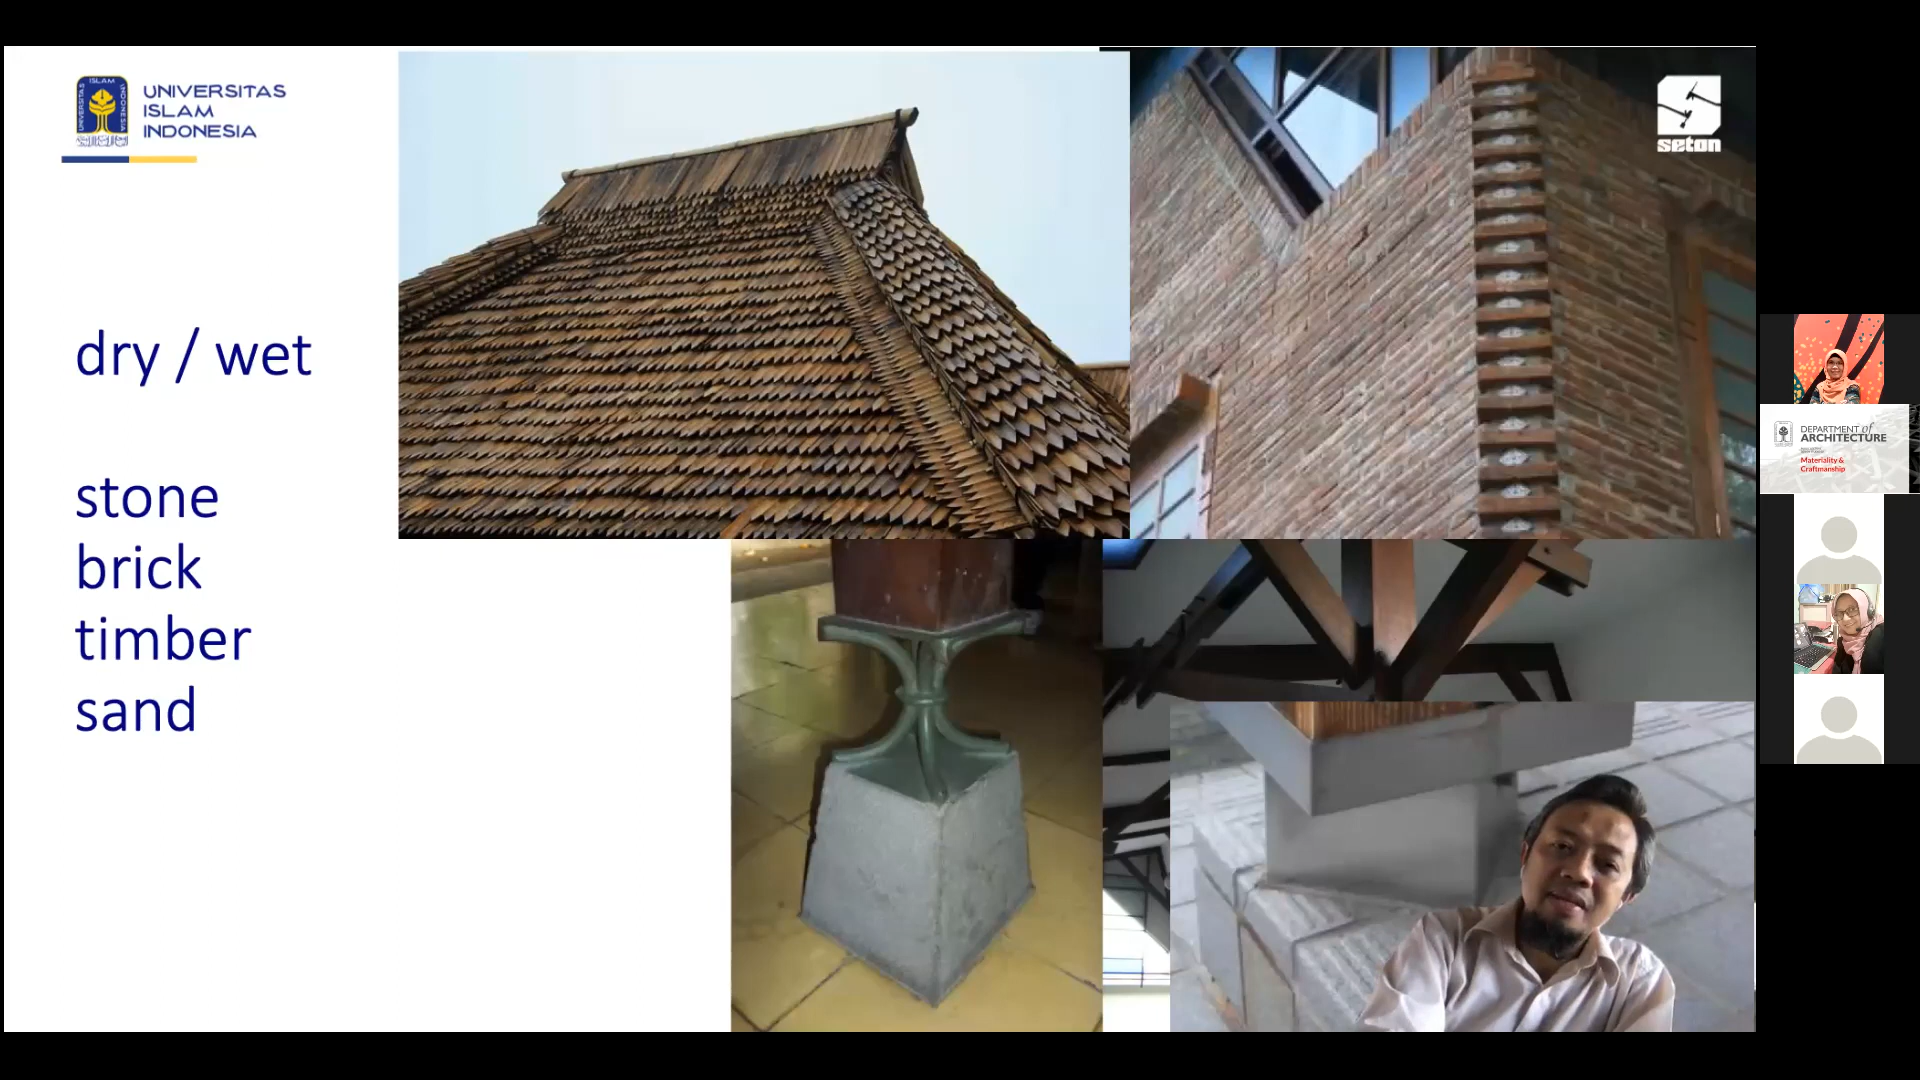 UNIVERSITAS
ISLAM
INDONESIA
dry / wet
stone
brick
timber
sand
seton
DEPARTMENT of
ARCHITECTURE
Materiality &
Craftmanship